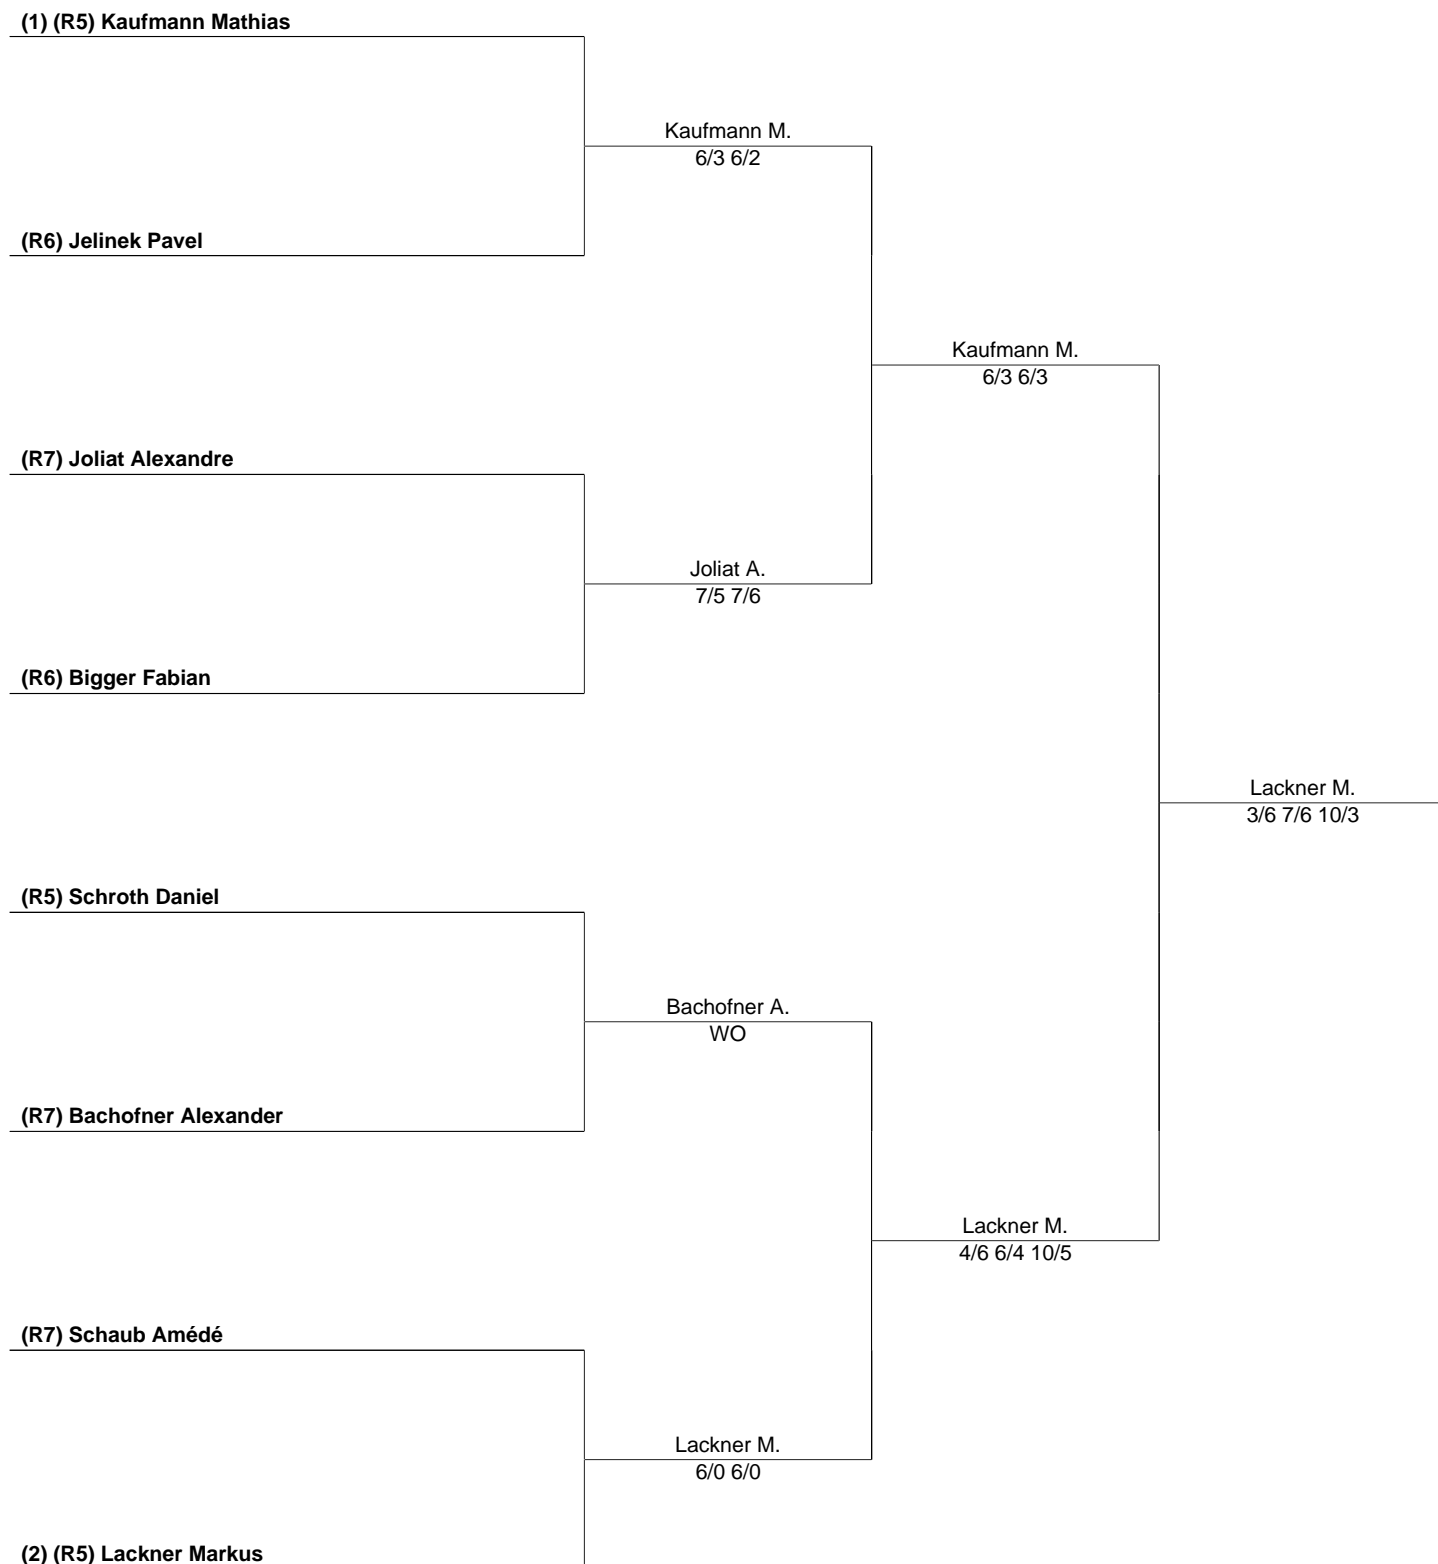 (1) (R5) Kaufmann Mathias
Kaufmann M.
6/3 6/2
(R6) Jelinek Pavel
Kaufmann M.
6/3 6/3
(R7) Joliat Alexandre
Joliat A.
7/5 7/6
(R6) Bigger Fabian
Lackner M.
3/6 7/6 10/3
(R5) Schroth Daniel
Bachofner A.
WO
(R7) Bachofner Alexander
Lackner M.
4/6 6/4 10/5
(R7) Schaub Amédé
Lackner M.
6/0 6/0
(2) (R5) Lackner Markus